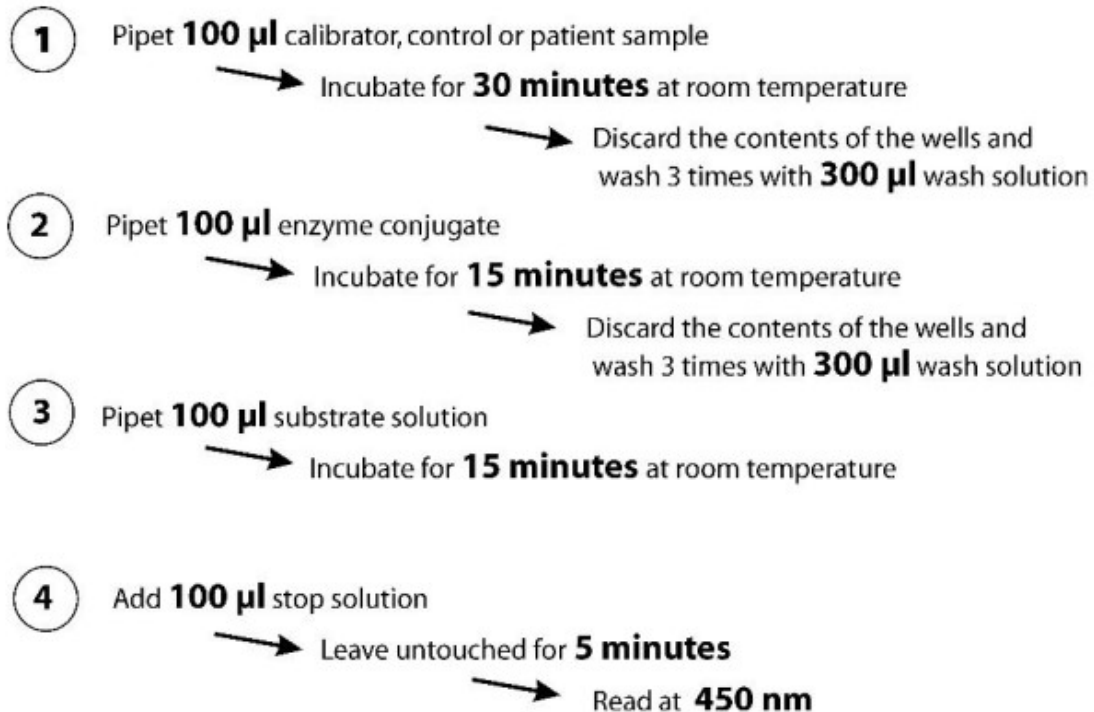 1 Pipet 100 µl calibrator, control or patient sample
Incubate for 30 minutes at room temperature
Discard the contents of the wells and
wash 3 times with 300 µl wash solution
2 Pipet 100 µl enzyme conjugate
Incubate for 15 minutes at room temperature
Discard the contents of the wells and
wash 3 times with 300 µl wash solution
3 Pipet 100 µl substrate solution
Incubate for 15 minutes at room temperature
4 Add 100 µl stop solution
Leave untouched for 5 minutes
Read at 450 nm